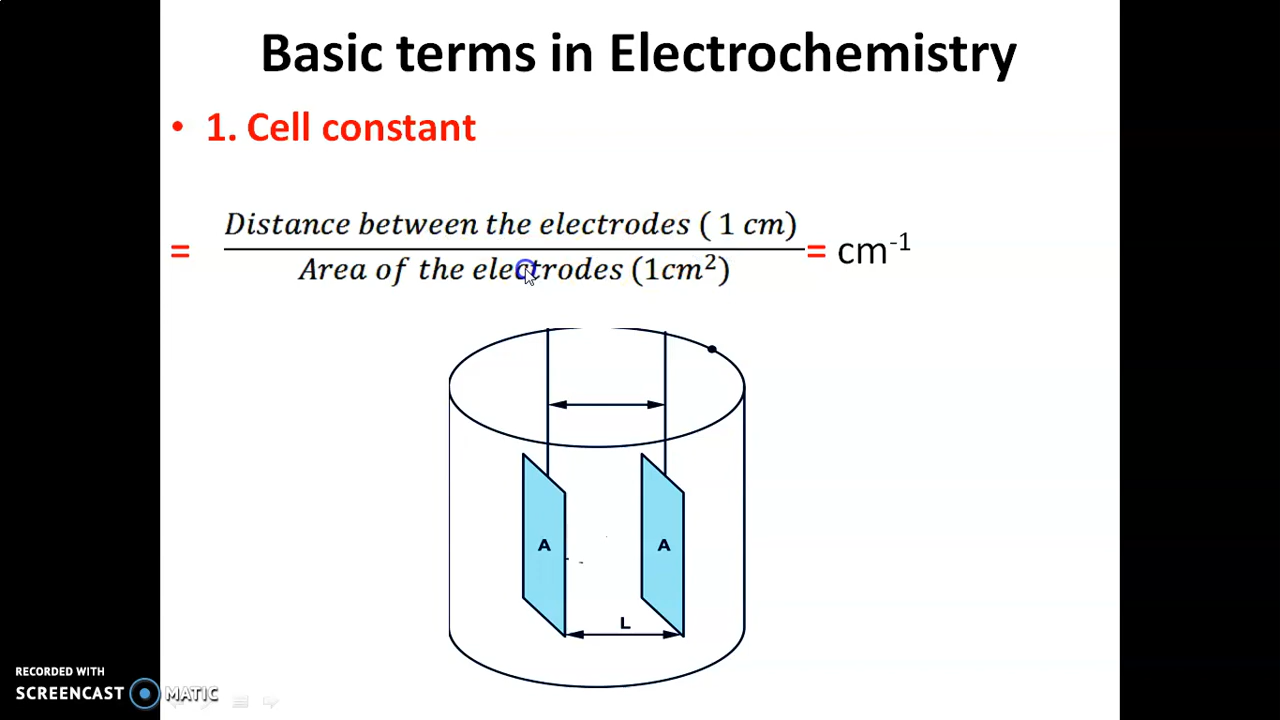 Basic terms in Electrochemistry
• 1. Cell constant
Distance between the electrodes ( 1 cm)
= = cm⁻¹
Area of the electrodes (1cm²)
A A
L
RECORDED WITH
SCREENCAST MATIC